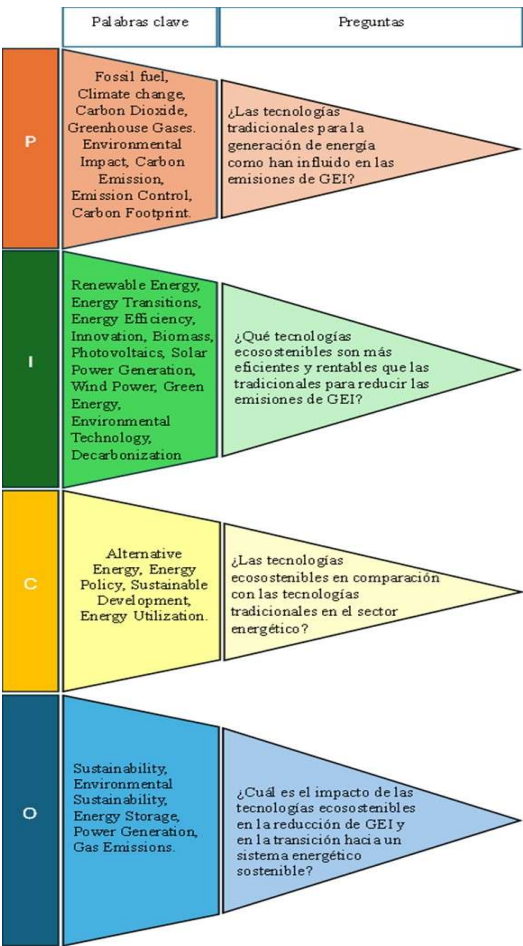 Palabras clave
Preguntas
P
Fossil fuel,
Climate change,
Carbon Dioxide,
Greenhouse Gases.
Environmental
Impact, Carbon
Emission,
Emission Control,
Carbon Footprint.
¿Las tecnologías
tradicionales para la
generación de energía
como han influido en las
emisiones de GEI?
I
Renewable Energy,
Energy Transitions,
Energy Efficiency,
Innovation, Biomass,
Photovoltaics, Solar
Power Generation,
Wind Power, Green
Energy,
Environmental
Technology,
Decarbonization
¿Qué tecnologías
ecosostenibles son más
eficientes y rentables que las
tradicionales para reducir las
emisiones de GEI?
C
Alternative
Energy, Energy
Policy, Sustainable
Development,
Energy Utilization.
¿Las tecnologías
ecosostenibles en comparación
con las tecnologías
tradicionales en el sector
energético?
O
Sustainability,
Environmental
Sustainability,
Energy Storage,
Power Generation,
Gas Emissions.
¿Cuál es el impacto de las
tecnologías ecosostenibles
en la reducción de GEI y
en la transición hacia un
sistema energético
sostenible?